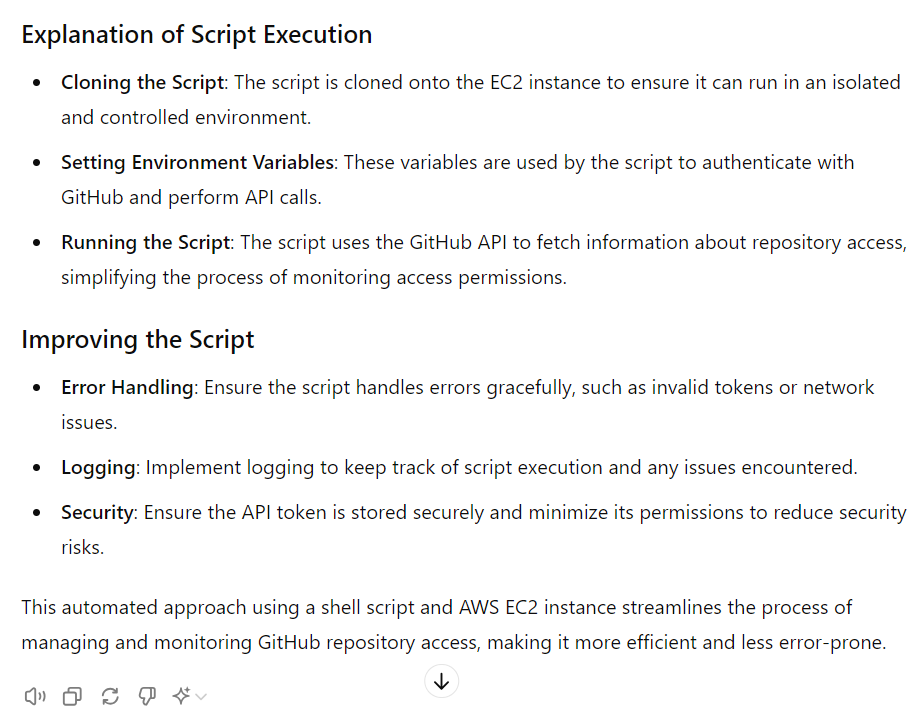 Explanation of Script Execution
Cloning the Script: The script is cloned onto the EC2 instance to ensure it can run in an isolated
and controlled environment.
Setting Environment Variables: These variables are used by the script to authenticate with
GitHub and perform API calls.
Running the Script: The script uses the GitHub API to fetch information about repository access,
simplifying the process of monitoring access permissions.
Improving the Script
Error Handling: Ensure the script handles errors gracefully, such as invalid tokens or network
issues.
Logging: Implement logging to keep track of script execution and any issues encountered.
Security: Ensure the API token is stored securely and minimize its permissions to reduce security
risks.
This automated approach using a shell script and AWS EC2 instance streamlines the process of
managing and monitoring GitHub repository access, making it more efficient and less error-prone.